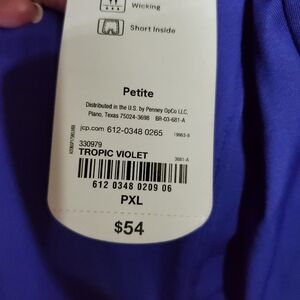 Wicking
Short Inside
Petite
Distributed in the U.S. by Penney OpCo LLC.
Plano, Texas 75024-3698 BR-03-681-A
jcp.com 612-0348 0265
330979
TROPIC VIOLET
612 0348 0209 06
PXL
$54